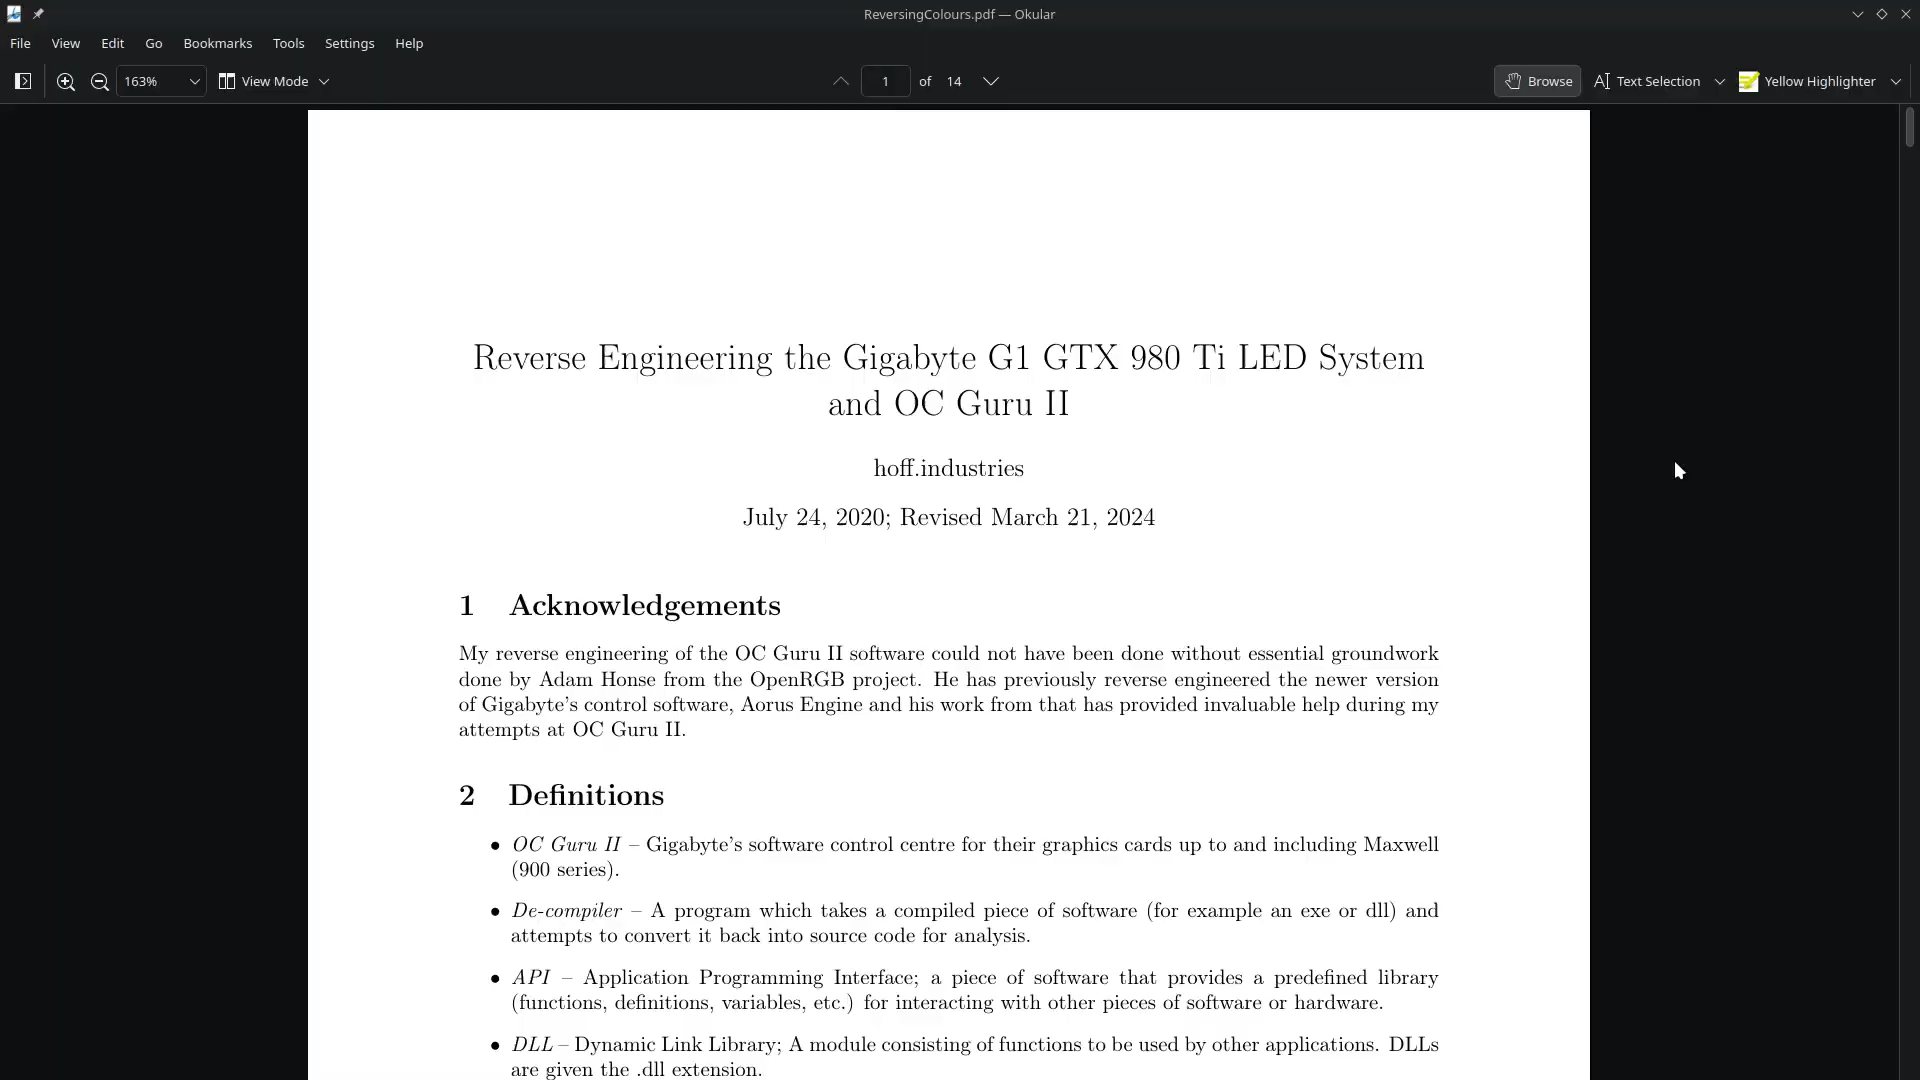 ReversingColours.pdf — Okular
File View Edit Go Bookmarks Tools Settings Help
163% View Mode 1 of 14 Browse Text Selection Yellow Highlighter
Reverse Engineering the Gigabyte G1 GTX 980 Ti LED System
and OC Guru II
hoff.industries
July 24, 2020; Revised March 21, 2024
1 Acknowledgements
My reverse engineering of the OC Guru II software could not have been done without essential groundwork
done by Adam Honse from the OpenRGB project. He has previously reverse engineered the newer version
of Gigabyte's control software, Aorus Engine and his work from that has provided invaluable help during my
attempts at OC Guru II.
2 Definitions
• OC Guru II – Gigabyte's software control centre for their graphics cards up to and including Maxwell
(900 series).
• De-compiler – A program which takes a compiled piece of software (for example an exe or dll) and
attempts to convert it back into source code for analysis.
• API – Application Programming Interface; a piece of software that provides a predefined library
(functions, definitions, variables, etc.) for interacting with other pieces of software or hardware.
• DLL – Dynamic Link Library; A module consisting of functions to be used by other applications. DLLs
are given the .dll extension.